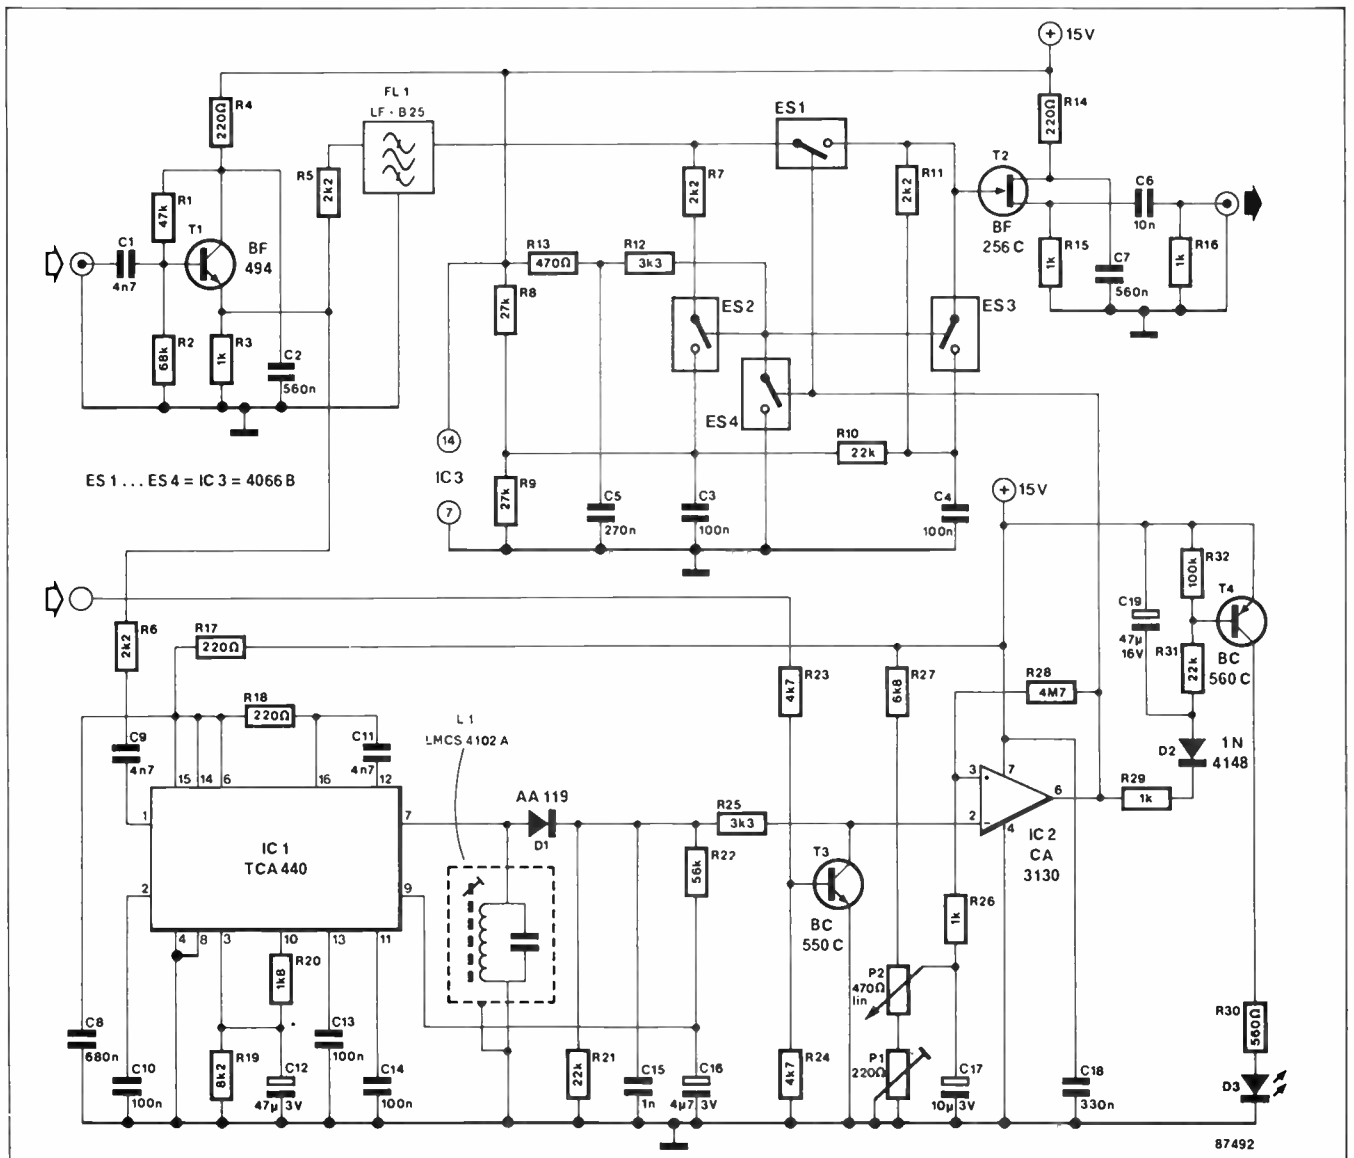 + 15V
FL 1
LF - B25
ES1
R4
220Ω
R14
220Ω
R5
2k2
R7
2k2
R11
2k2
T2
BF
256 C
C6
10n
R1
47k
T1
BF
494
C1
4n7
R13
470Ω
R12
3k3
R15
1k
C7
560n
R16
1k
R8
27k
ES2
ES3
R2
68k
R3
1k
C2
560n
ES4
14
R10
22k
ES 1 . . . ES 4 = IC 3 = 4066 B
IC3
7
R9
27k
C5
270n
C3
100n
C4
100n
+ 15V
R32
100k
T4
C19
47µ
16V
R31
22k
BC
560 C
R6
2k2
R17
220Ω
R23
4k7
R27
6k8
R28
4M7
R18
220Ω
L 1
LMCS 4102 A
C9
4n7
C11
4n7
D2
1N
4148
15
14
6
16
12
3
7
1
7
AA 119
D1
R25
3k3
2
-
4
6
R29
1k
IC 1
TCA 440
IC 2
CA
3130
R22
56k
T3
BC
550 C
2
9
R26
1k
4
8
3
10
13
11
R20
1k8
P2
470Ω
lin
C8
680n
R19
8k2
C13
100n
R30
560Ω
C10
100n
C12
47µ 3V
C14
100n
R21
22k
C15
1n
C16
4µ7 3V
R24
4k7
P1
220Ω
C17
10µ 3V
C18
330n
D3
87492